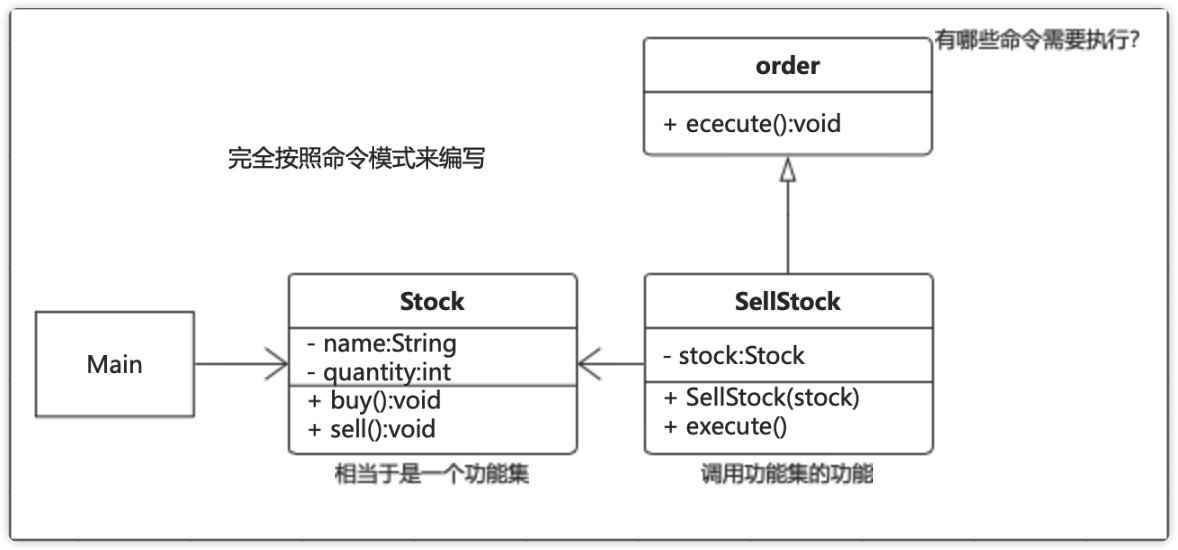 有哪些命令需要执行?
order
+ ececute():void
完全按照命令模式来编写
Main
Stock
- name:String
- quantity:int
+ buy():void
+ sell():void
相当于是一个功能集
SellStock
- stock:Stock
+ SellStock(stock)
+ execute()
调用功能集的功能